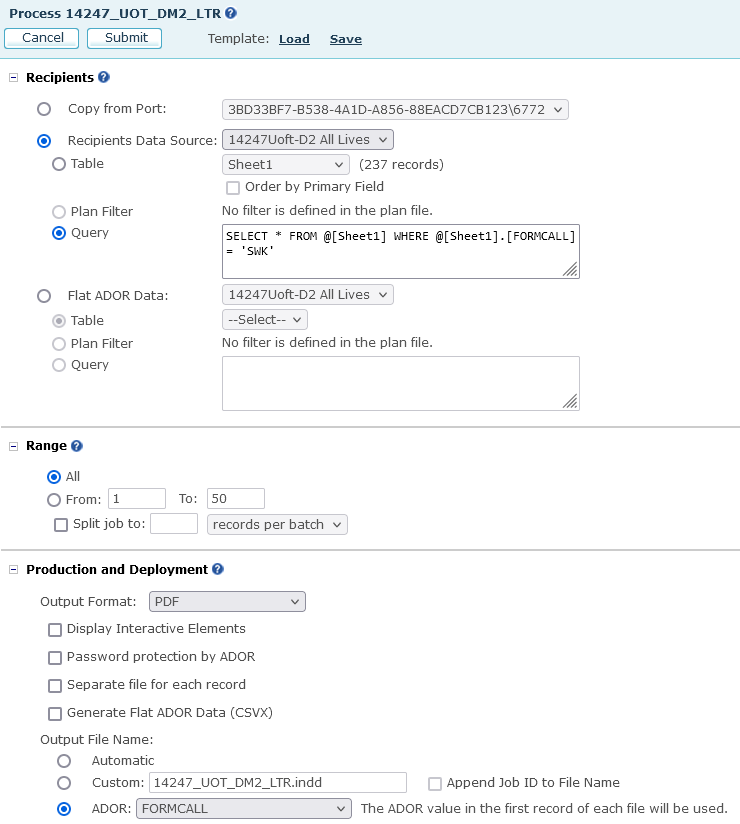 Process 14247_UOT_DM2_LTR ?
Cancel Submit Template: Load Save
Recipients ?
Copy from Port: 3BD33BF7-B538-4A1D-A856-88EACD7CB123\6772
Recipients Data Source: 14247Uoft-D2 All Lives
Table Sheet1 (237 records)
Order by Primary Field
Plan Filter No filter is defined in the plan file.
Query SELECT * FROM @[Sheet1] WHERE @[Sheet1].[FORMCALL]
= 'SWK'
Flat ADOR Data: 14247Uoft-D2 All Lives
Table --Select--
Plan Filter No filter is defined in the plan file.
Query
Range ?
All
From: 1 To: 50
Split job to: records per batch
Production and Deployment ?
Output Format: PDF
Display Interactive Elements
Password protection by ADOR
Separate file for each record
Generate Flat ADOR Data (CSVX)
Output File Name:
Automatic
Custom: 14247_UOT_DM2_LTR.indd Append Job ID to File Name
ADOR: FORMCALL The ADOR value in the first record of each file will be used.